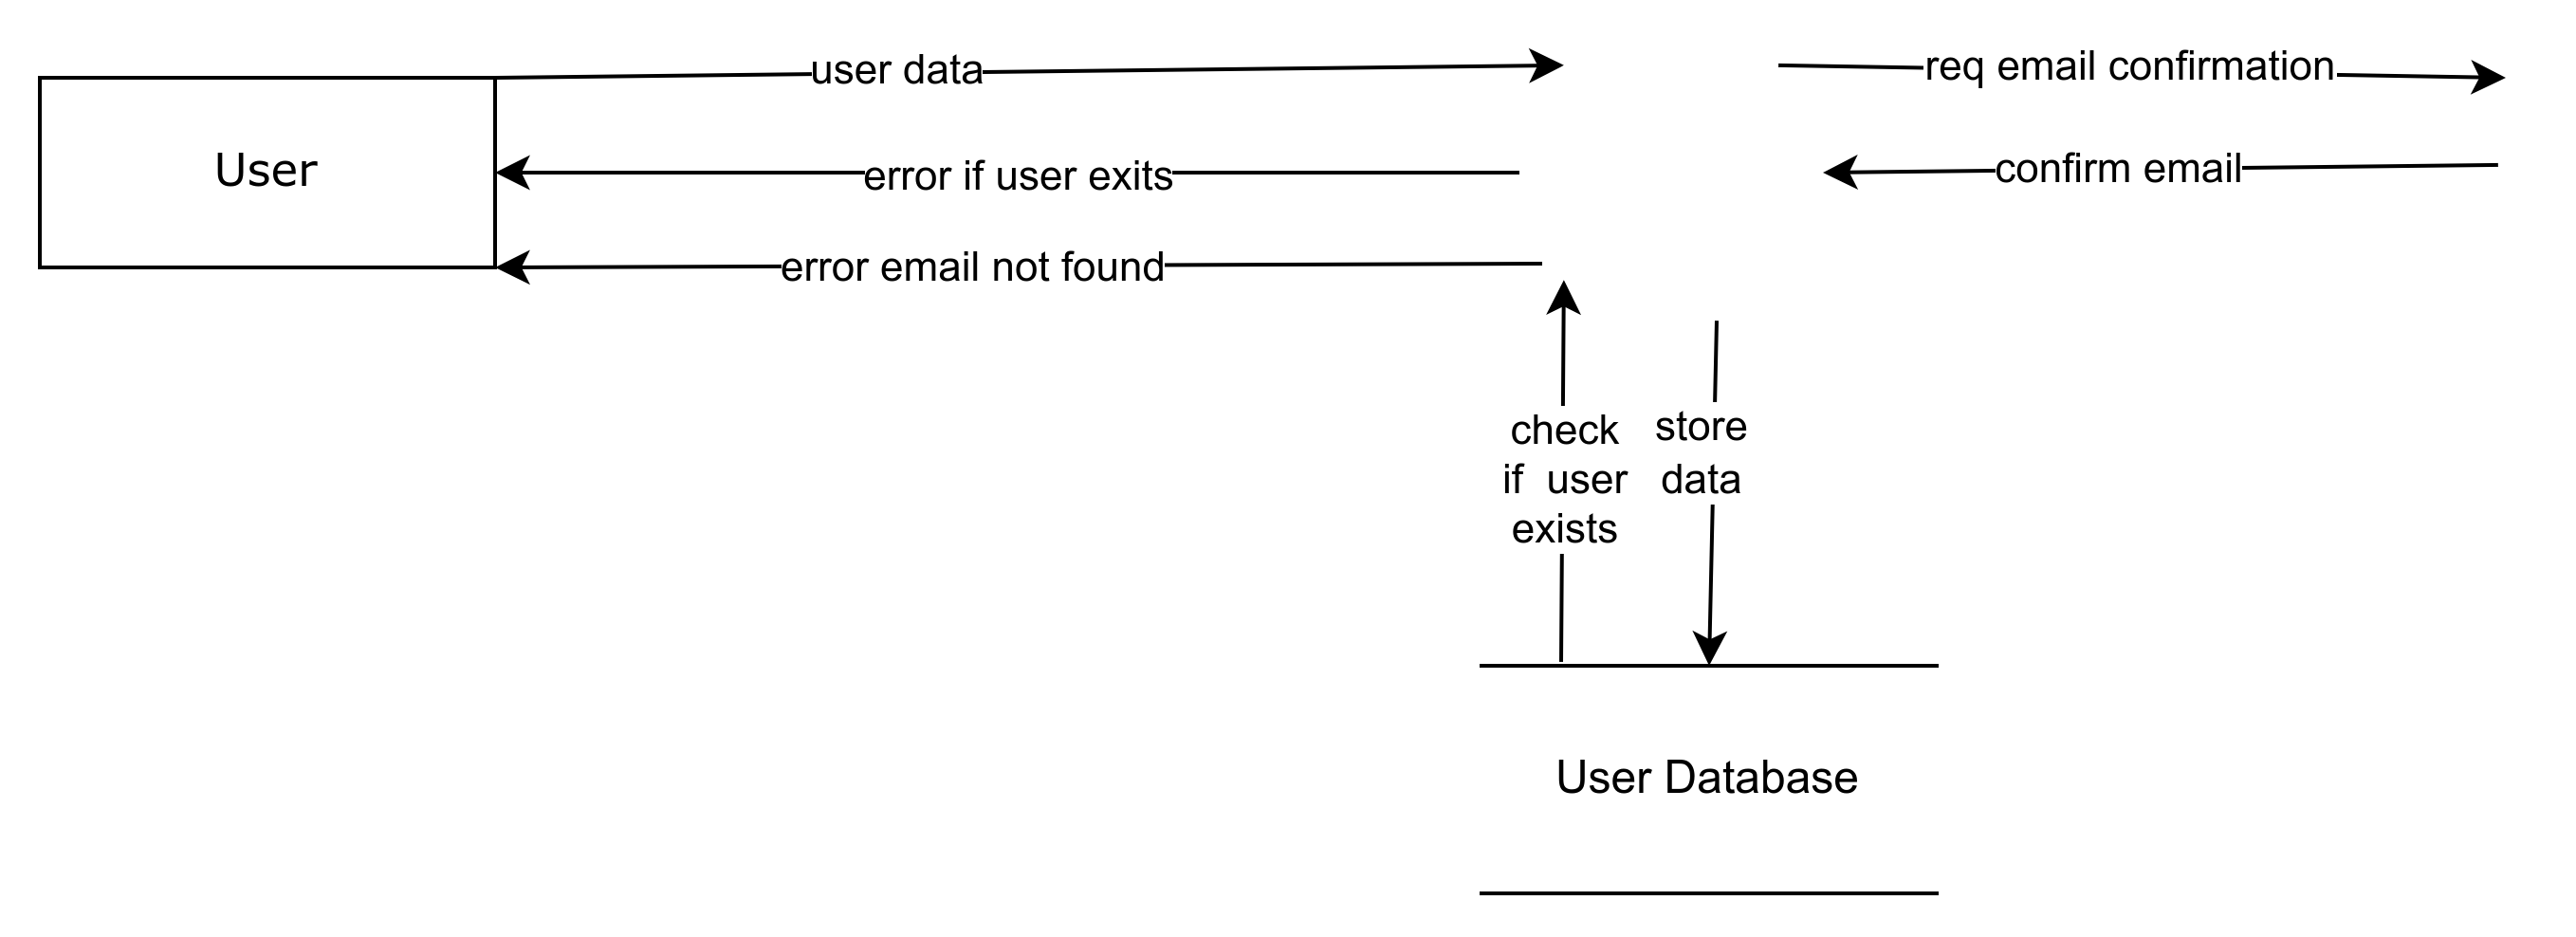 user data
req email confirmation
User
error if user exits
confirm email
error email not found
check
if user
exists
store
data
User Database